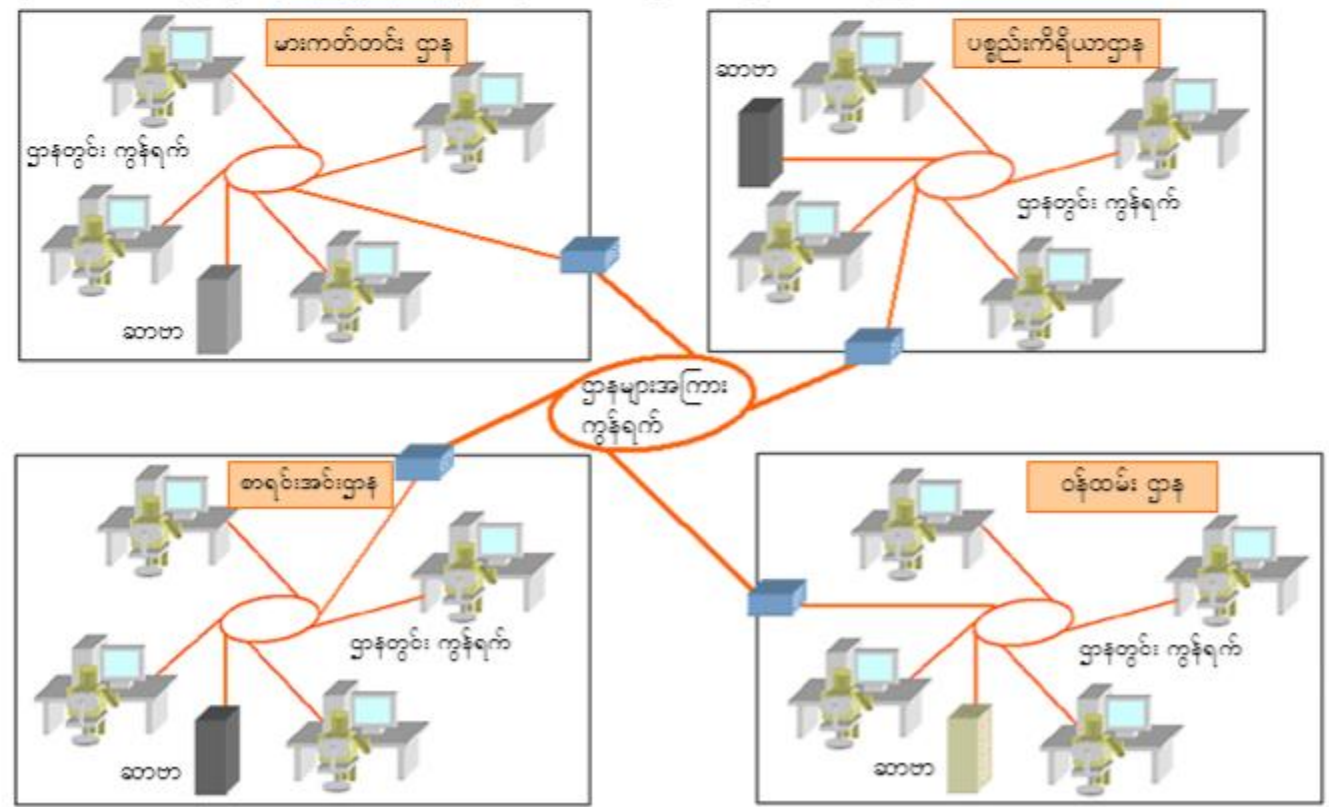 မားကတ်တင်း ဌာန
ဌာနတွင်း ကွန်ရက်
ဆာဗာ
ပစ္စည်းကိရိယာဌာန
ဆာဗာ
ဌာနတွင်း ကွန်ရက်
ဌာနများအကြား
ကွန်ရက်
စာရင်းအင်းဌာန
ဌာနတွင်း ကွန်ရက်
ဆာဗာ
ဝန်ထမ်း ဌာန
ဌာနတွင်း ကွန်ရက်
ဆာဗာ